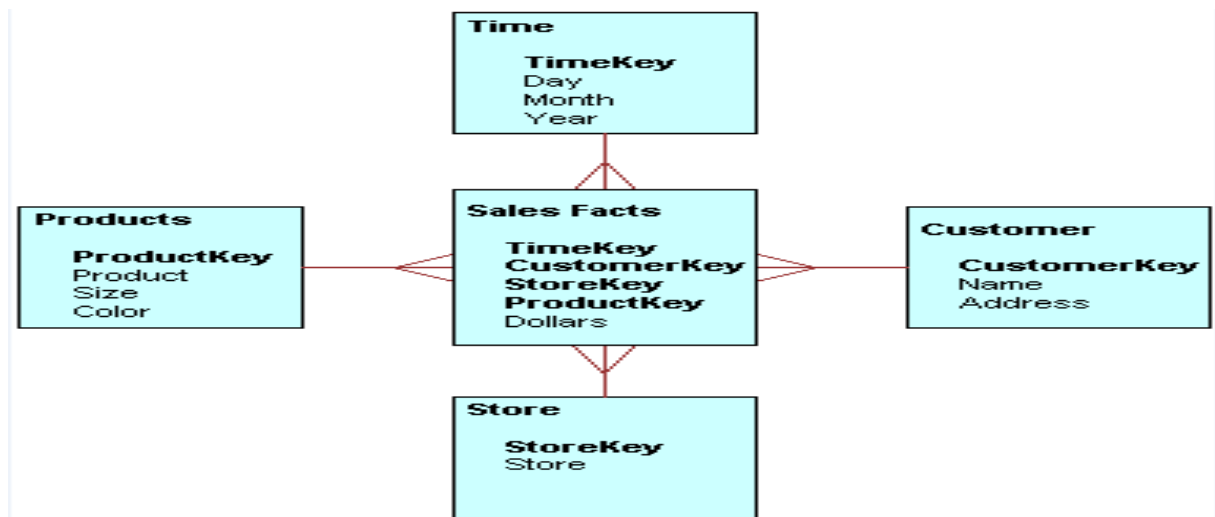 Time
TimeKey
Day
Month
Year
Products
ProductKey
Product
Size
Color
Sales Facts
TimeKey
CustomerKey
StoreKey
ProductKey
Dollars
Customer
CustomerKey
Name
Address
Store
StoreKey
Store